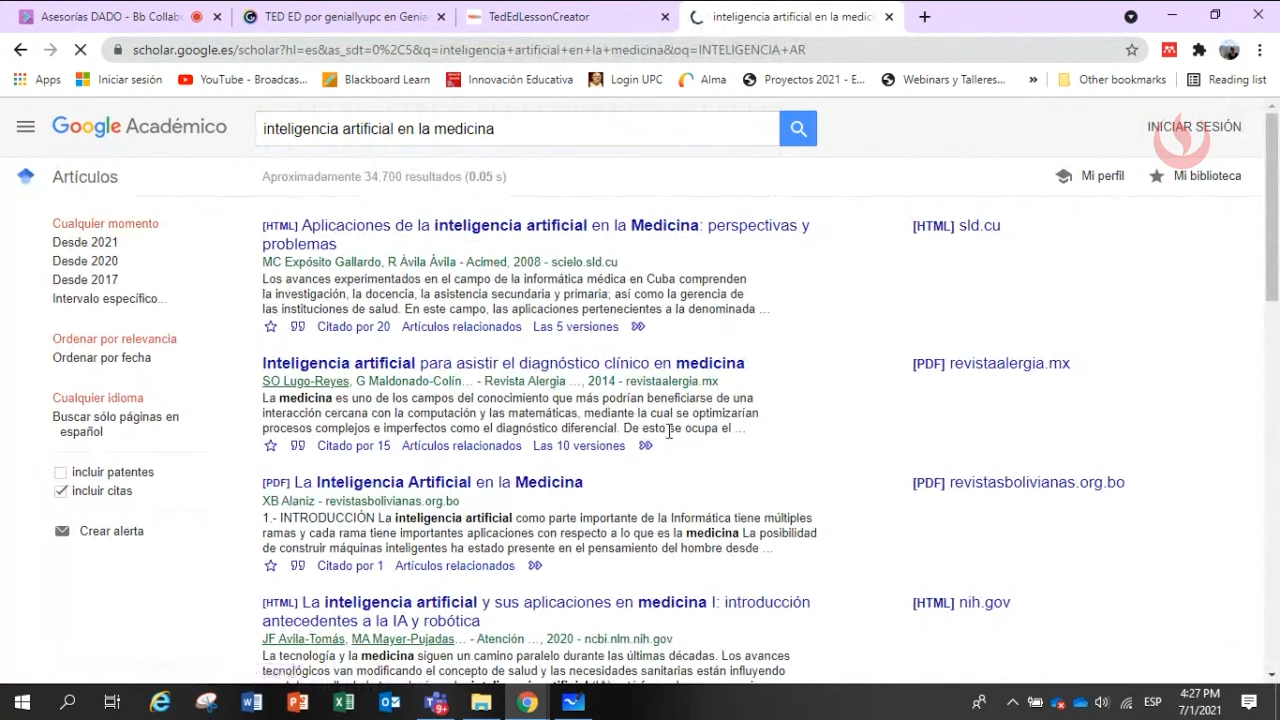 Asesorías DADO - Bb Collabo
TED ED por geniallyupc en Genia
TedEdLessonCreator
inteligencia artificial en la medici
scholar.google.es/scholar?hl=es&as_sdt=0%2C5&q=inteligencia+artificial+en+la+medicina&oq=INTELIGENCIA+AR
Apps
Iniciar sesión
YouTube - Broadcas...
Blackboard Learn
Innovación Educativa
Login UPC
Alma
Proyectos 2021 - E...
Webinars y Talleres...
»
Other bookmarks
Reading list
Google Académico
inteligencia artificial en la medicina
INICIAR SESIÓN
Artículos
Aproximadamente 34,700 resultados (0.05 s)
Mi perfil
Mi biblioteca
Cualquier momento
Desde 2021
Desde 2020
Desde 2017
Intervalo específico...
Ordenar por relevancia
Ordenar por fecha
Cualquier idioma
Buscar sólo páginas en
español
incluir patentes
incluir citas
Crear alerta
[HTML] Aplicaciones de la inteligencia artificial en la Medicina: perspectivas y
problemas
MC Expósito Gallardo, R Ávila Ávila - Acimed, 2008 - scielo.sld.cu
Los avances experimentados en el campo de la informática médica en Cuba comprenden
la investigación, la docencia, la asistencia secundaria y primaria; así como la gerencia de
las instituciones de salud. En este campo, las aplicaciones pertenecientes a la denominada ...
Citado por 20 Artículos relacionados Las 5 versiones
[HTML] sld.cu
Inteligencia artificial para asistir el diagnóstico clínico en medicina
SO Lugo-Reyes, G Maldonado-Colín... - Revista Alergia ..., 2014 - revistaalergia.mx
La medicina es uno de los campos del conocimiento que más podrían beneficiarse de una
interacción cercana con la computación y las matemáticas, mediante la cual se optimizarían
procesos complejos e imperfectos como el diagnóstico diferencial. De esto se ocupa el ...
Citado por 15 Artículos relacionados Las 10 versiones
[PDF] revistaalergia.mx
[PDF] La Inteligencia Artificial en la Medicina
XB Alaniz - revistasbolivianas.org.bo
1.- INTRODUCCIÓN La inteligencia artificial como parte importante de la Informática tiene múltiples
ramas y cada rama tiene importantes aplicaciones con respecto a lo que es la medicina La posibilidad
de construir máquinas inteligentes ha estado presente en el pensamiento del hombre desde ...
Citado por 1 Artículos relacionados
[PDF] revistasbolivianas.org.bo
[HTML] La inteligencia artificial y sus aplicaciones en medicina I: introducción
antecedentes a la IA y robótica
JF Avila-Tomás, MA Mayer-Pujadas... - Atención ..., 2020 - ncbi.nlm.nih.gov
La tecnología y la medicina siguen un camino paralelo durante las últimas décadas. Los avances
tecnológicos van modificando el concepto de salud y las necesidades sanitarias están influyendo
[HTML] nih.gov
9+
ESP
4:27 PM
7/1/2021